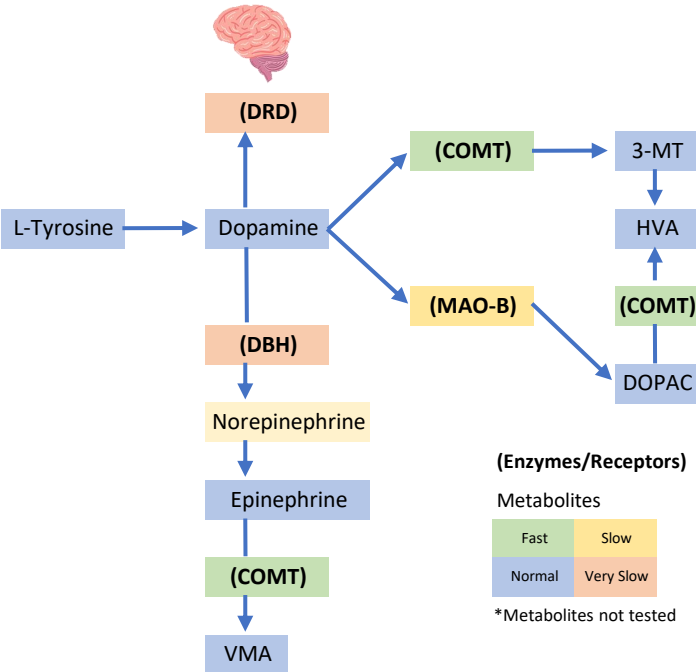 (DRD)
(COMT)
3-MT
L-Tyrosine
Dopamine
HVA
(MAO-B)
(COMT)
(DBH)
DOPAC
Norepinephrine
(Enzymes/Receptors)
Epinephrine
Metabolites
Fast
Slow
(COMT)
Normal
Very Slow
*Metabolites not tested
VMA